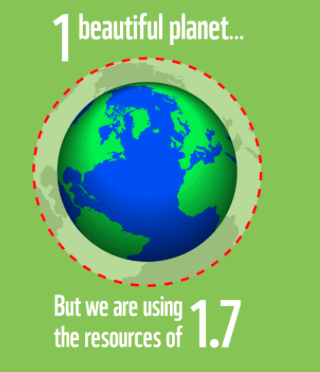 1 beautiful planet...
But we are using
the resources of 1.7